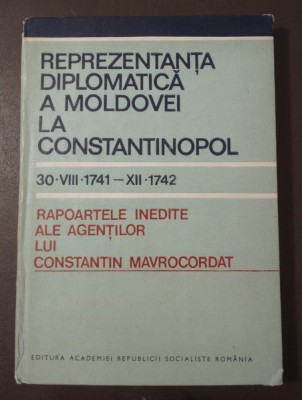 REPREZENTANȚA
DIPLOMATICĂ
A MOLDOVEI
LA
CONSTANTINOPOL
30·VIII·1741—XII·1742
RAPOARTELE INEDITE
ALE AGENȚILOR
LUI
CONSTANTIN MAVROCORDAT
EDITURA ACADEMIEI REPUBLICII SOCIALISTE ROMÂNIA